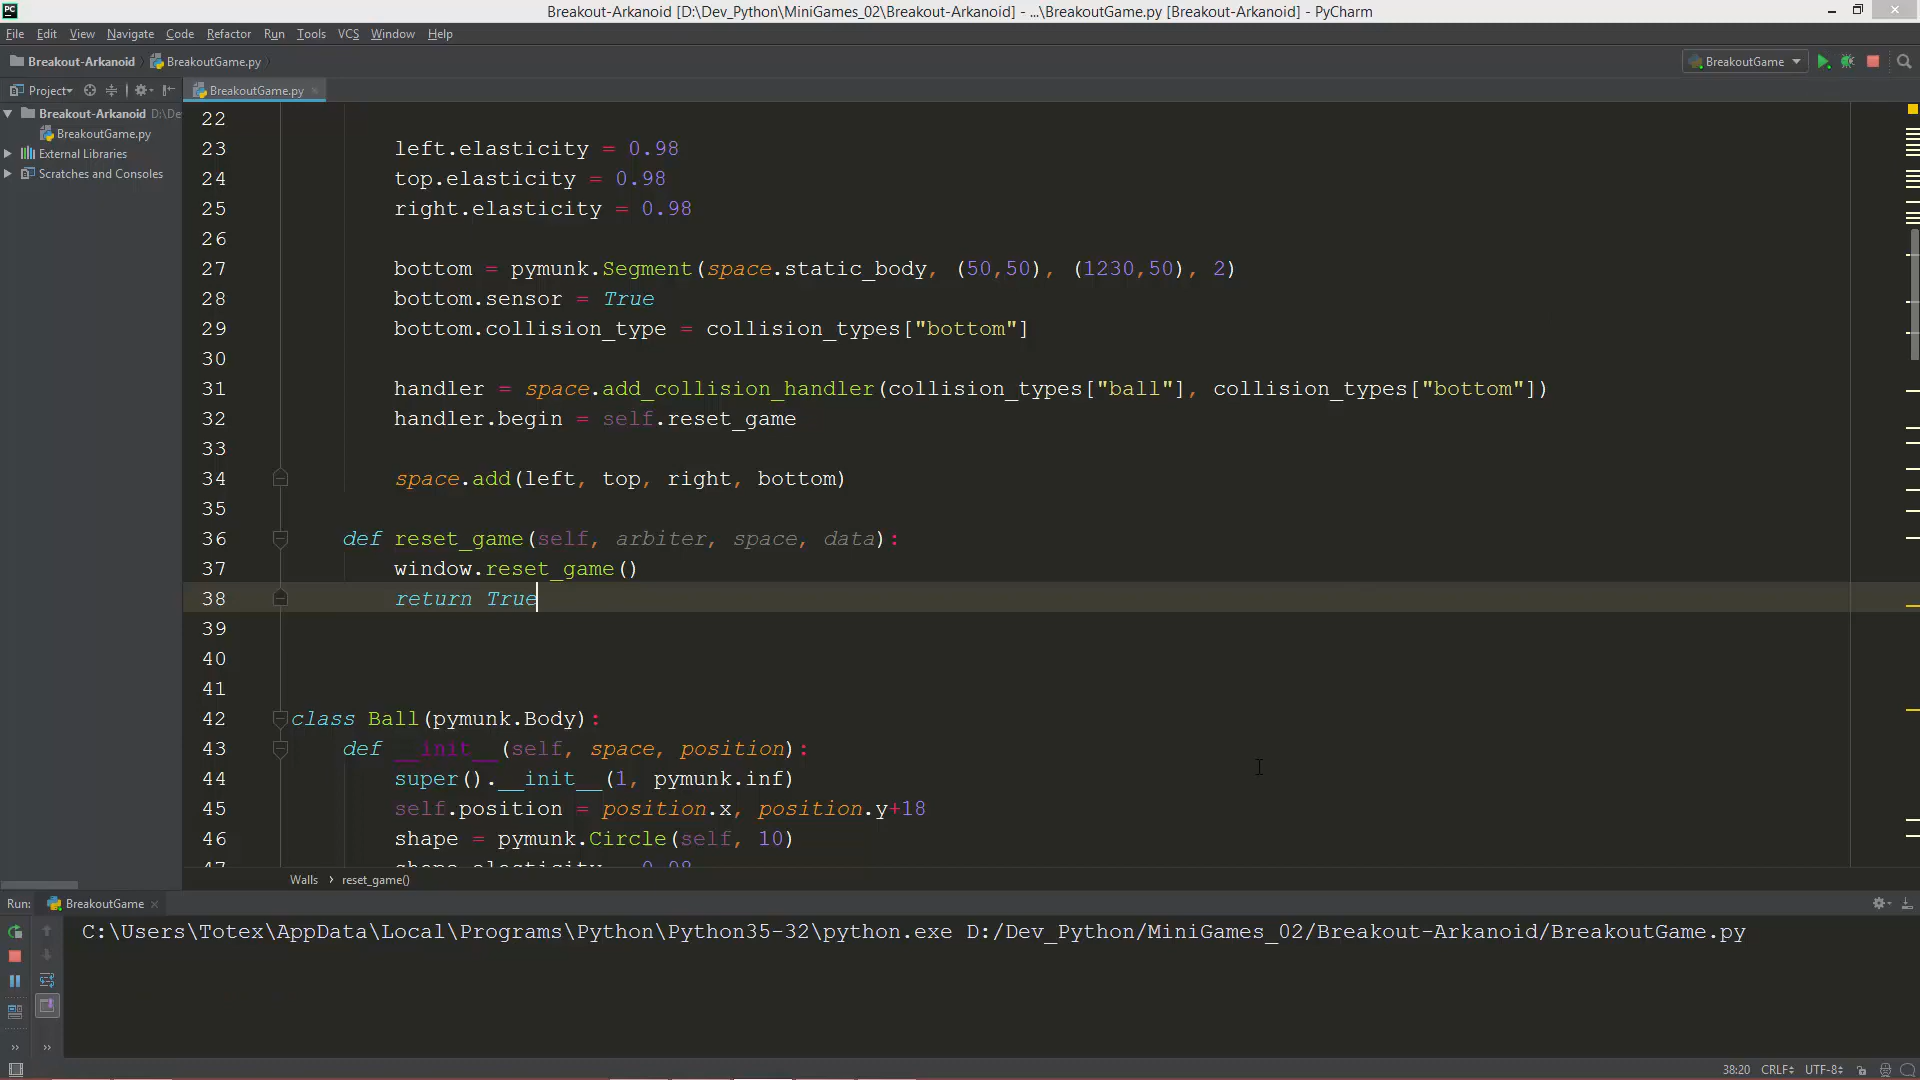 Breakout-Arkanoid [D:\Dev_Python\MiniGames_02\Breakout-Arkanoid] - ...\BreakoutGame.py [Breakout-Arkanoid] - PyCharm
File Edit View Navigate Code Refactor Run Tools VCS Window Help
Breakout-Arkanoid BreakoutGame.py BreakoutGame
Project BreakoutGame.py
Breakout-Arkanoid D:\De
BreakoutGame.py
External Libraries
Scratches and Consoles
22
23 left.elasticity = 0.98
24 top.elasticity = 0.98
25 right.elasticity = 0.98
26
27 bottom = pymunk.Segment(space.static_body, (50,50), (1230,50), 2)
28 bottom.sensor = True
29 bottom.collision_type = collision_types["bottom"]
30
31 handler = space.add_collision_handler(collision_types["ball"], collision_types["bottom"])
32 handler.begin = self.reset_game
33
34 space.add(left, top, right, bottom)
35
36 def reset_game(self, arbiter, space, data):
37 window.reset_game()
38 return True
39
40
41
42 class Ball(pymunk.Body):
43 def __init__(self, space, position):
44 super().__init__(1, pymunk.inf)
45 self.position = position.x, position.y+18
46 shape = pymunk.Circle(self, 10)
47 shape.elasticity = 0.98
Walls › reset_game()
Run: BreakoutGame
C:\Users\Totex\AppData\Local\Programs\Python\Python35-32\python.exe D:/Dev_Python/MiniGames_02/Breakout-Arkanoid/BreakoutGame.py
38:20 CRLF UTF-8